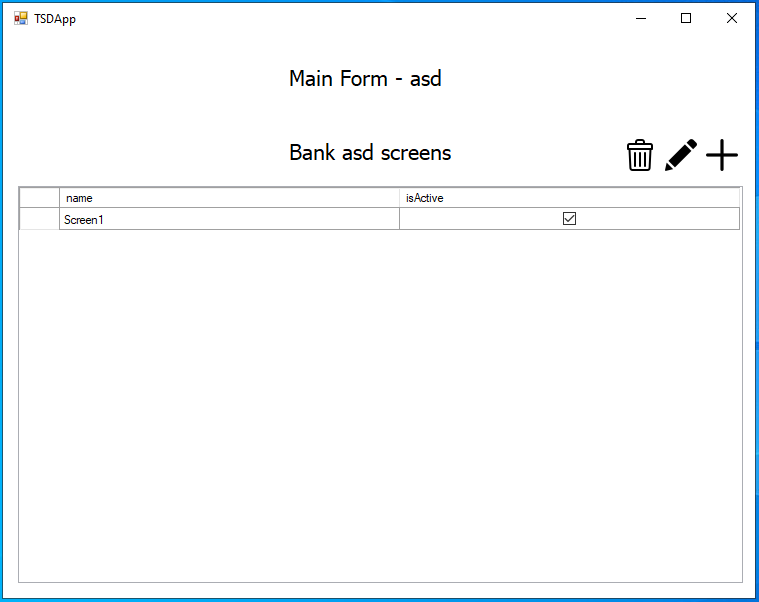 TSDApp
Main Form - asd
Bank asd screens
name isActive
Screen1